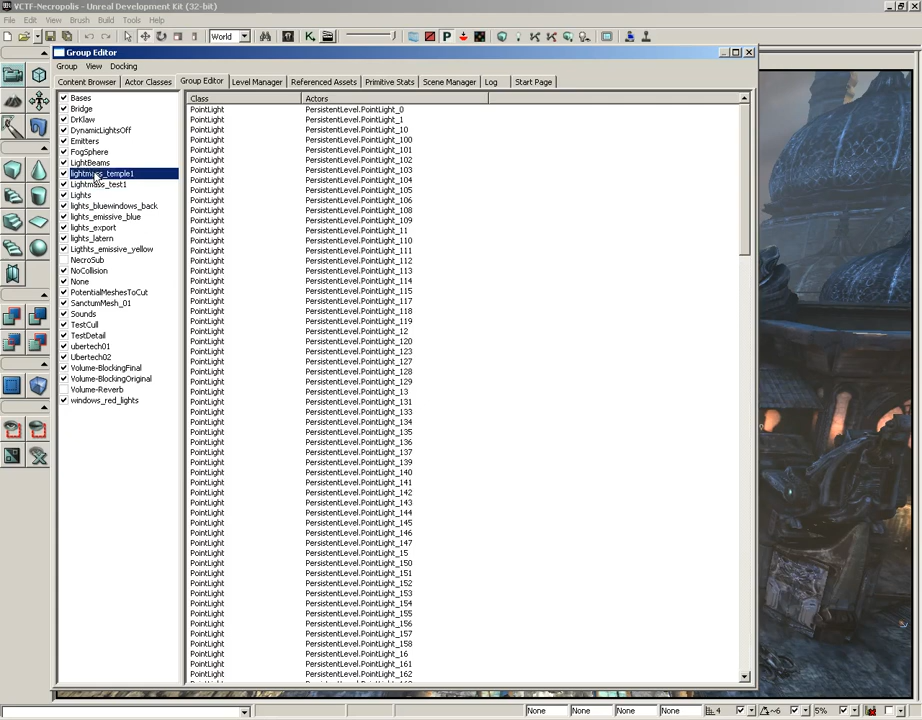 VCTF-Necropolis - Unreal Development Kit (32-bit)
File Edit View Brush Build Tools Help
World
Group Editor
Group View Docking
Content Browser Actor Classes Group Editor Level Manager Referenced Assets Primitive Stats Scene Manager Log Start Page
Bases
Bridge
DrKlaw
DynamicLightsOff
Emitters
FogSphere
LightBeams
lightmass_temple1
Lightmass_test1
Lights
lights_bluewindows_back
lights_emissive_blue
lights_export
lights_latern
Ligthts_emissive_yellow
NecroSub
NoCollision
None
PotentialMeshesToCut
SanctumMesh_01
Sounds
TestCull
TestDetail
ubertech01
Ubertech02
Volume-BlockingFinal
Volume-BlockingOriginal
Volume-Reverb
windows_red_lights
Class Actors
PointLight PersistentLevel.PointLight_0
PointLight PersistentLevel.PointLight_1
PointLight PersistentLevel.PointLight_10
PointLight PersistentLevel.PointLight_100
PointLight PersistentLevel.PointLight_101
PointLight PersistentLevel.PointLight_102
PointLight PersistentLevel.PointLight_103
PointLight PersistentLevel.PointLight_104
PointLight PersistentLevel.PointLight_105
PointLight PersistentLevel.PointLight_106
PointLight PersistentLevel.PointLight_108
PointLight PersistentLevel.PointLight_109
PointLight PersistentLevel.PointLight_11
PointLight PersistentLevel.PointLight_110
PointLight PersistentLevel.PointLight_111
PointLight PersistentLevel.PointLight_112
PointLight PersistentLevel.PointLight_113
PointLight PersistentLevel.PointLight_114
PointLight PersistentLevel.PointLight_115
PointLight PersistentLevel.PointLight_117
PointLight PersistentLevel.PointLight_118
PointLight PersistentLevel.PointLight_119
PointLight PersistentLevel.PointLight_12
PointLight PersistentLevel.PointLight_120
PointLight PersistentLevel.PointLight_123
PointLight PersistentLevel.PointLight_127
PointLight PersistentLevel.PointLight_128
PointLight PersistentLevel.PointLight_129
PointLight PersistentLevel.PointLight_13
PointLight PersistentLevel.PointLight_131
PointLight PersistentLevel.PointLight_133
PointLight PersistentLevel.PointLight_134
PointLight PersistentLevel.PointLight_135
PointLight PersistentLevel.PointLight_136
PointLight PersistentLevel.PointLight_137
PointLight PersistentLevel.PointLight_139
PointLight PersistentLevel.PointLight_140
PointLight PersistentLevel.PointLight_141
PointLight PersistentLevel.PointLight_142
PointLight PersistentLevel.PointLight_143
PointLight PersistentLevel.PointLight_144
PointLight PersistentLevel.PointLight_145
PointLight PersistentLevel.PointLight_146
PointLight PersistentLevel.PointLight_147
PointLight PersistentLevel.PointLight_15
PointLight PersistentLevel.PointLight_150
PointLight PersistentLevel.PointLight_151
PointLight PersistentLevel.PointLight_152
PointLight PersistentLevel.PointLight_153
PointLight PersistentLevel.PointLight_154
PointLight PersistentLevel.PointLight_155
PointLight PersistentLevel.PointLight_156
PointLight PersistentLevel.PointLight_157
PointLight PersistentLevel.PointLight_158
PointLight PersistentLevel.PointLight_16
PointLight PersistentLevel.PointLight_161
PointLight PersistentLevel.PointLight_162
None None None None 4 ~6 5%